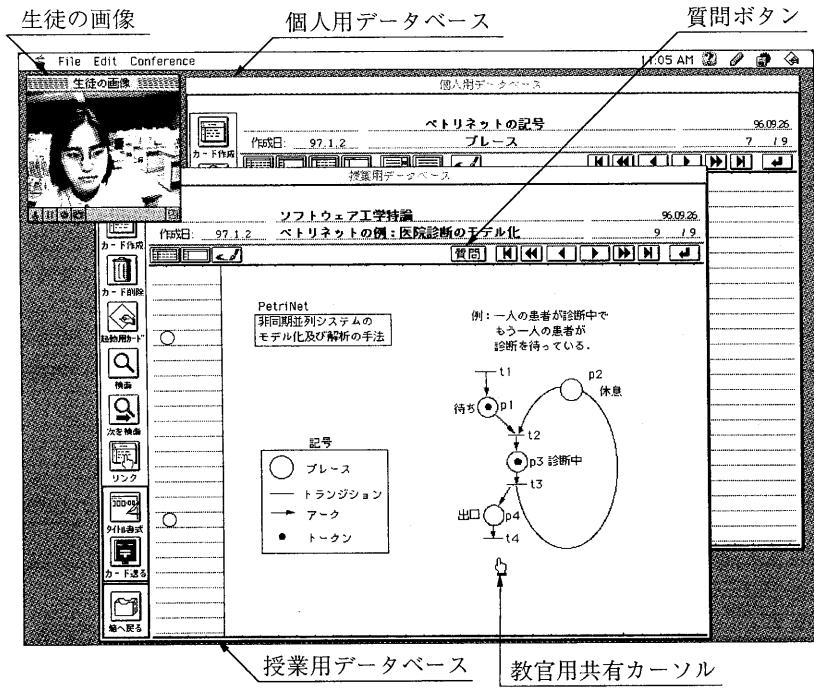 生徒の画像
個人用データベース
質問ボタン
File Edit Conference
11:05 AM
生徒の画像
個人用データベース
ペトリネットの記号
96.09.26
作成日: 97.1.2
プレース
7 / 9
カード作成
授業用データベース
ソフトウェア工学特論
96.09.26
作成日: 97.1.2
ペトリネットの例：医院診断のモデル化
9 / 9
質問
カード作成
カード削除
起動用カード
検索
次を検索
リンク
タイトル書式
カード送る
箱へ戻る
PetriNet
非同期並列システムの
モデル化及び解析の手法
例：一人の患者が診断中で
もう一人の患者が
診断を待っている．
t1
p2
休息
待ち
p1
t2
p3 診断中
t3
出口
p4
t4
記号
プレース
トランジション
アーク
トークン
授業用データベース
教官用共有カーソル